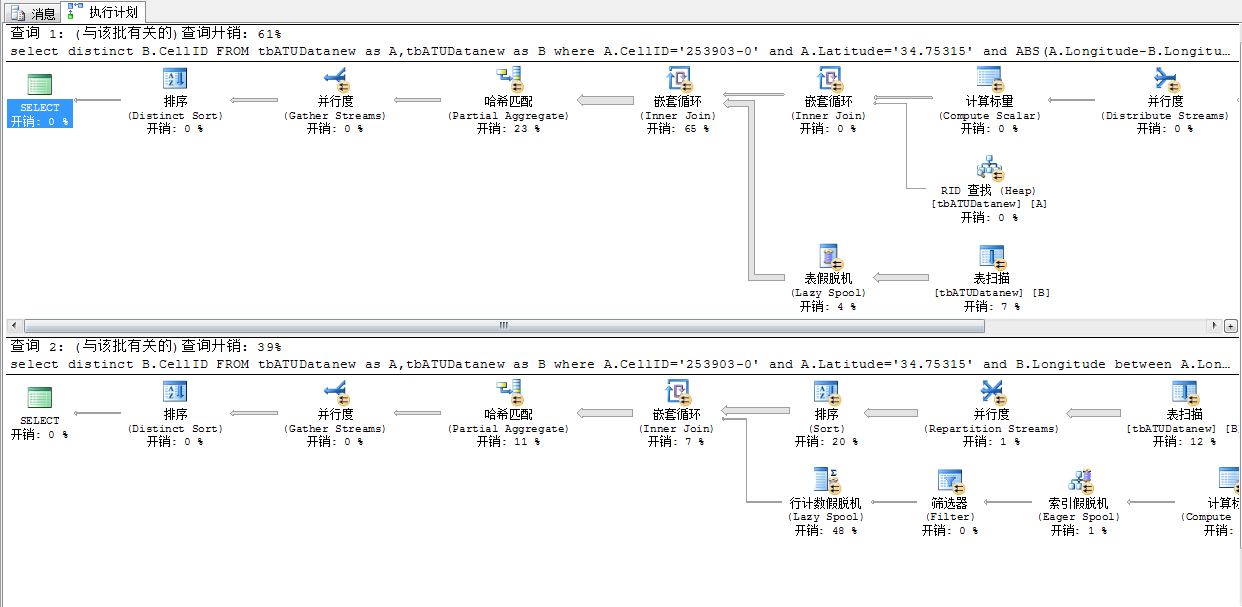 消息 执行计划
查询 1: (与该批有关的)查询开销: 61%
select distinct B.CellID FROM tbATUDatanew as A,tbATUDatanew as B where A.CellID='253903-0' and A.Latitude='34.75315' and ABS(A.Longitude-B.Longitu...
SELECT
开销: 0 %
排序
(Distinct Sort)
开销: 0 %
并行度
(Gather Streams)
开销: 0 %
哈希匹配
(Partial Aggregate)
开销: 23 %
嵌套循环
(Inner Join)
开销: 65 %
嵌套循环
(Inner Join)
开销: 0 %
计算标量
(Compute Scalar)
开销: 0 %
并行度
(Distribute Streams)
开销: 0 %
RID 查找 (Heap)
[tbATUDatanew] [A]
开销: 0 %
表假脱机
(Lazy Spool)
开销: 4 %
表扫描
[tbATUDatanew] [B]
开销: 7 %
查询 2: (与该批有关的)查询开销: 39%
select distinct B.CellID FROM tbATUDatanew as A,tbATUDatanew as B where A.CellID='253903-0' and A.Latitude='34.75315' and B.Longitude between A.Lon...
SELECT
开销: 0 %
排序
(Distinct Sort)
开销: 0 %
并行度
(Gather Streams)
开销: 0 %
哈希匹配
(Partial Aggregate)
开销: 11 %
嵌套循环
(Inner Join)
开销: 7 %
排序
(Sort)
开销: 20 %
并行度
(Repartition Streams)
开销: 1 %
表扫描
[tbATUDatanew] [B
开销: 12 %
行计数假脱机
(Lazy Spool)
开销: 48 %
筛选器
(Filter)
开销: 0 %
索引假脱机
(Eager Spool)
开销: 1 %
计算标
(Compute
开销: